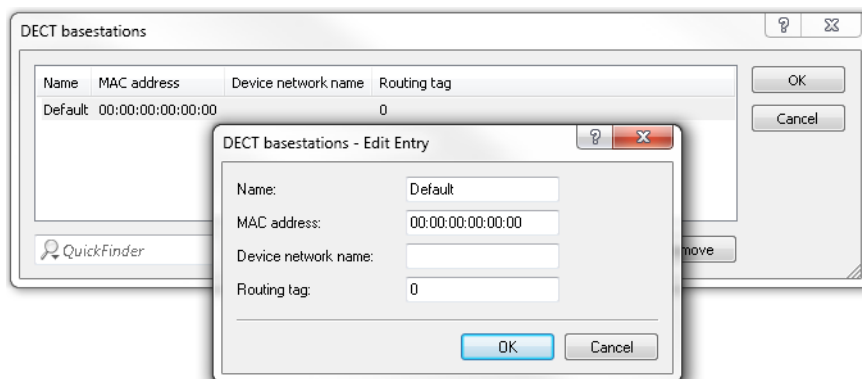 DECT basestations
Name MAC address Device network name Routing tag
Default 00:00:00:00:00:00 0
OK
Cancel
QuickFinder
DECT basestations - Edit Entry
Name: Default
MAC address: 00:00:00:00:00:00
Device network name:
Routing tag: 0
OK Cancel